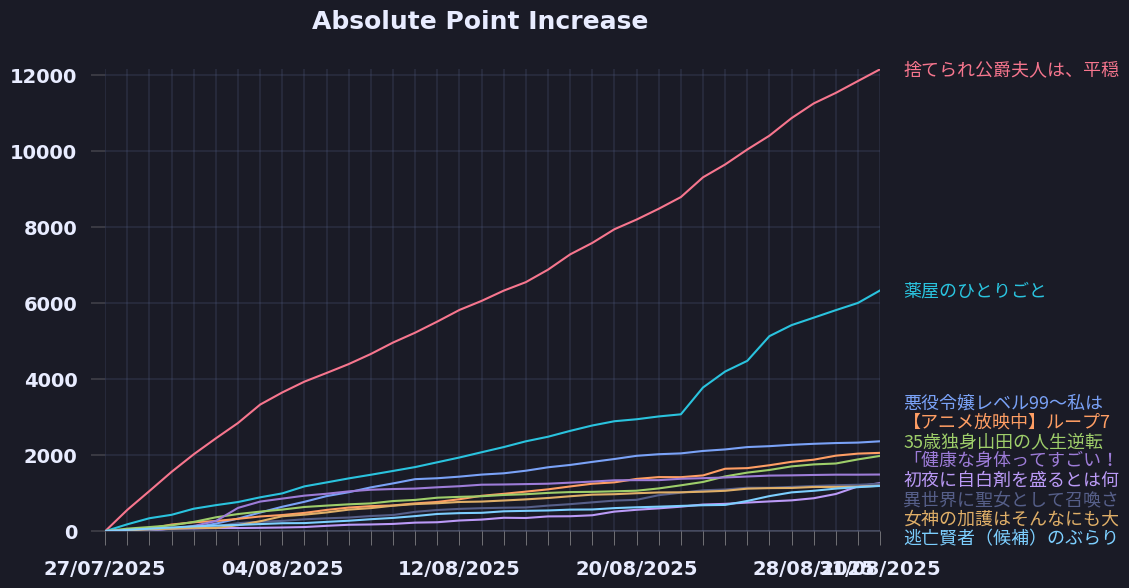 Absolute Point Increase
12000
10000
8000
6000
4000
2000
0
27/07/2025
04/08/2025
12/08/2025
20/08/2025
28/08/2025
31/08/2025
捨てられ公爵夫人は、平穏
薬屋のひとりごと
悪役令嬢レベル99～私は
【アニメ放映中】ループ7
35歳独身山田の人生逆転
「健康な身体ってすごい！
初夜に自白剤を盛るとは何
異世界に聖女として召喚さ
女神の加護はそんなにも大
逃亡賢者（候補）のぶらり